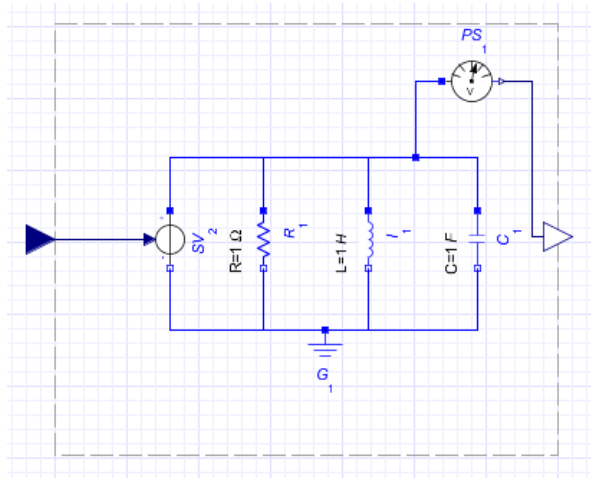 PS
1
V
+
-
SV
2
R=1 Ω
R
1
L=1 H
I
1
C=1 F
C
1
G
1